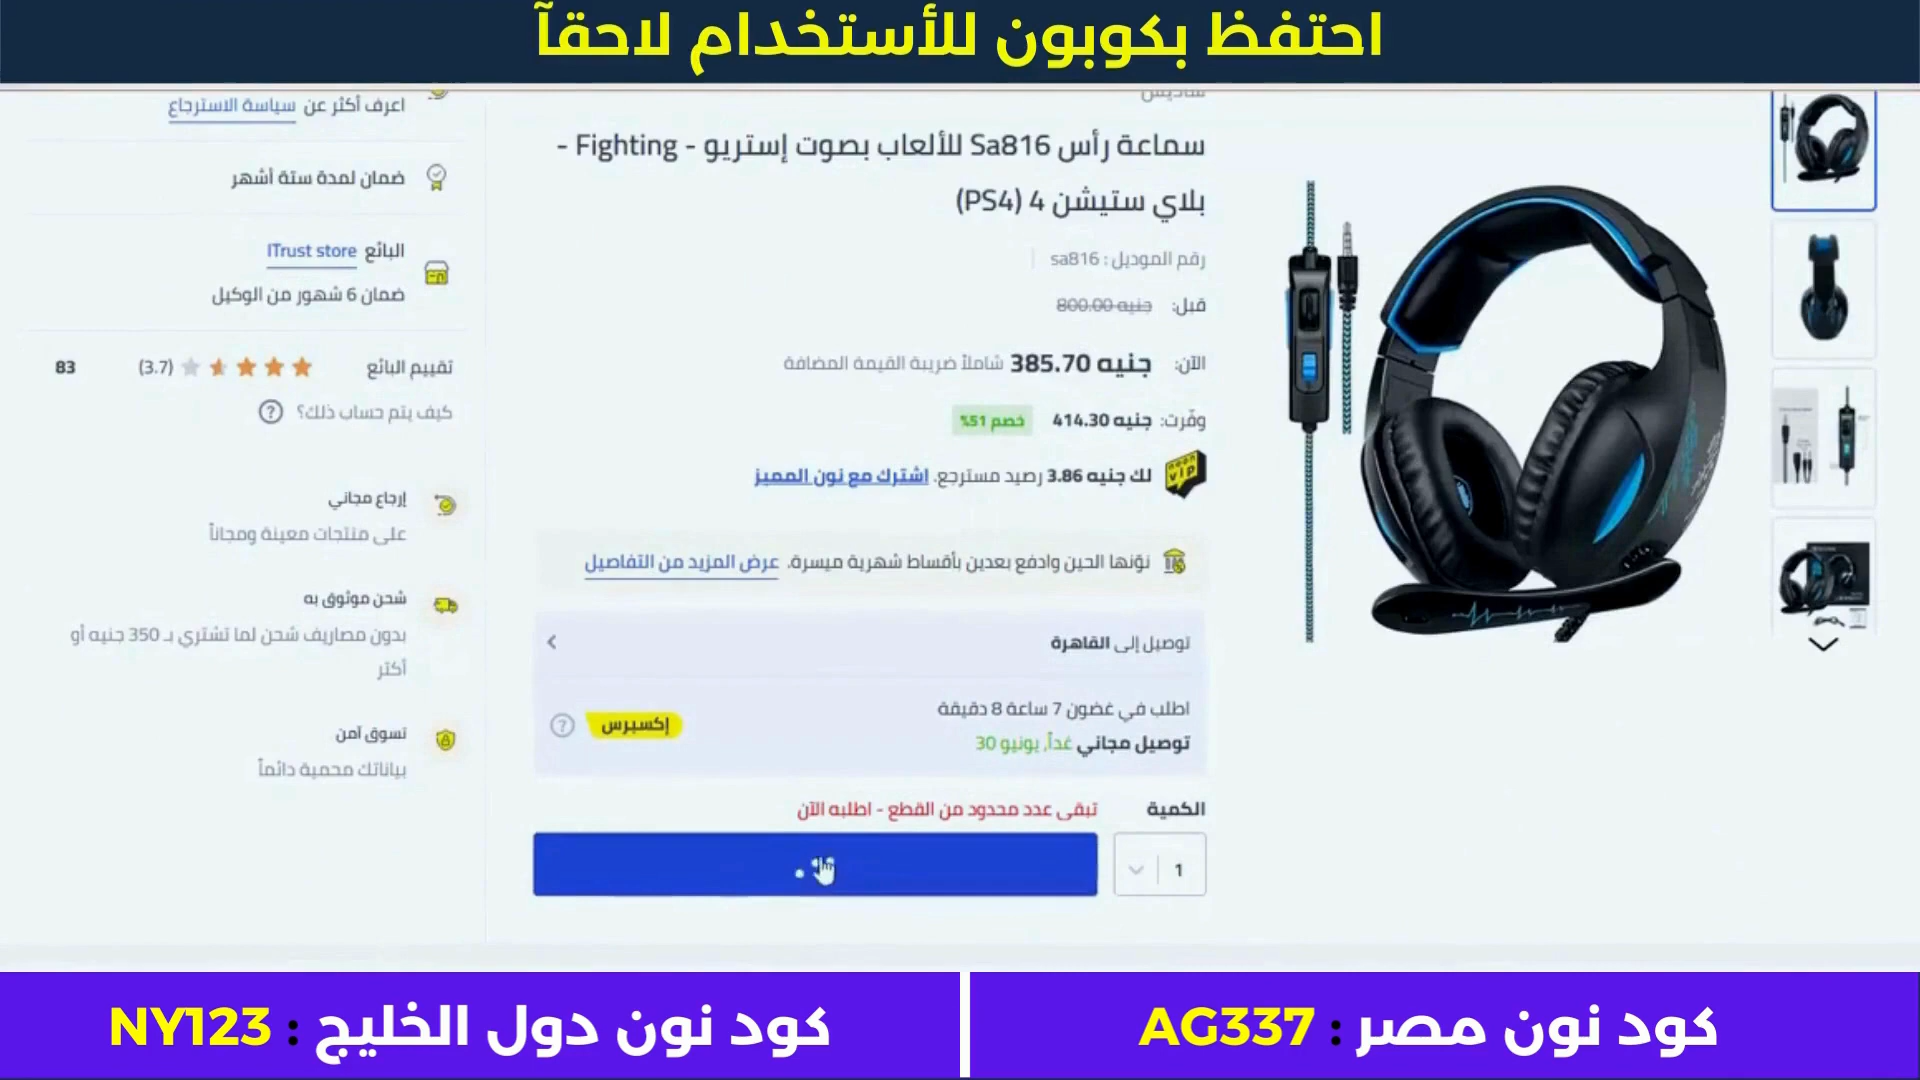 احتفظ بكوبون للأستخدام لاحقآ
ساديس
سماعة رأس Sa816 للألعاب بصوت إستريو - Fighting -
بلاي ستيشن 4 (PS4)
رقم الموديل : sa816
قبل: جنيه 800.00
الآن: جنيه 385.70 شاملاً ضريبة القيمة المضافة
وفّرت: جنيه 414.30 خصم 51%
noon vip
لك جنيه 3.86 رصيد مسترجع. اشترك مع نون المميز
نوّنها الحين وادفع بعدين بأقساط شهرية ميسرة. عرض المزيد من التفاصيل
توصيل إلى القاهرة
اطلب في غضون 7 ساعة 8 دقيقة
توصيل مجاني غداً, يونيو 30
إكسبرس
الكمية
تبقى عدد محدود من القطع - اطلبه الآن
1
اعرف أكثر عن سياسة الاسترجاع
ضمان لمدة ستة أشهر
البائع ITrust store
ضمان 6 شهور من الوكيل
تقييم البائع (3.7) 83
كيف يتم حساب ذلك؟
إرجاع مجاني
على منتجات معينة ومجاناً
شحن موثوق به
بدون مصاريف شحن لما تشتري بـ 350 جنيه أو
أكثر
تسوق آمن
بياناتك محمية دائماً
كود نون مصر : AG337
كود نون دول الخليج : NY123